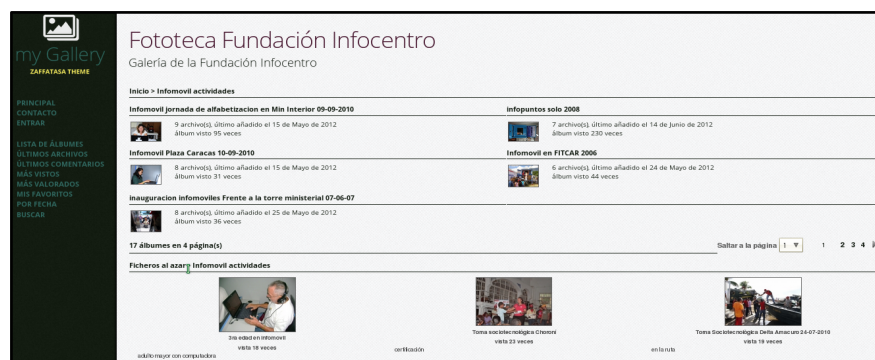 my Gallery
ZAFFATASA THEME
PRINCIPAL
CONTACTO
ENTRAR
LISTA DE ÁLBUMES
ÚLTIMOS ARCHIVOS
ÚLTIMOS COMENTARIOS
MÁS VISTOS
MÁS VALORADOS
MIS FAVORITOS
POR FECHA
BUSCAR
Fototeca Fundación Infocentro
Galería de la Fundación Infocentro
Inicio > Infomovil actividades
Infomovil jornada de alfabetizacion en Min Interior 09-09-2010
9 archivo(s), último añadido el 15 de Mayo de 2012
álbum visto 95 veces
infopuntos solo 2008
7 archivo(s), último añadido el 14 de Junio de 2012
álbum visto 230 veces
Infomovil Plaza Caracas 10-09-2010
8 archivo(s), último añadido el 15 de Mayo de 2012
álbum visto 31 veces
Infomovil en FITCAR 2006
6 archivo(s), último añadido el 24 de Mayo de 2012
álbum visto 44 veces
inauguracion infomoviles Frente a la torre ministerial 07-06-07
8 archivo(s), último añadido el 25 de Mayo de 2012
álbum visto 36 veces
17 álbumes en 4 página(s)
Saltar a la página 1 ▼ 1 2 3 4
Ficheros al azar - Infomovil actividades
3ra edad en infomovil
vista 18 veces
adulto mayor con computadora
Toma sociotecnológica Choroní
vista 23 veces
certificación
Toma Sociotecnológica Delta Amacuro 24-07-2010
vista 19 veces
en la ruta